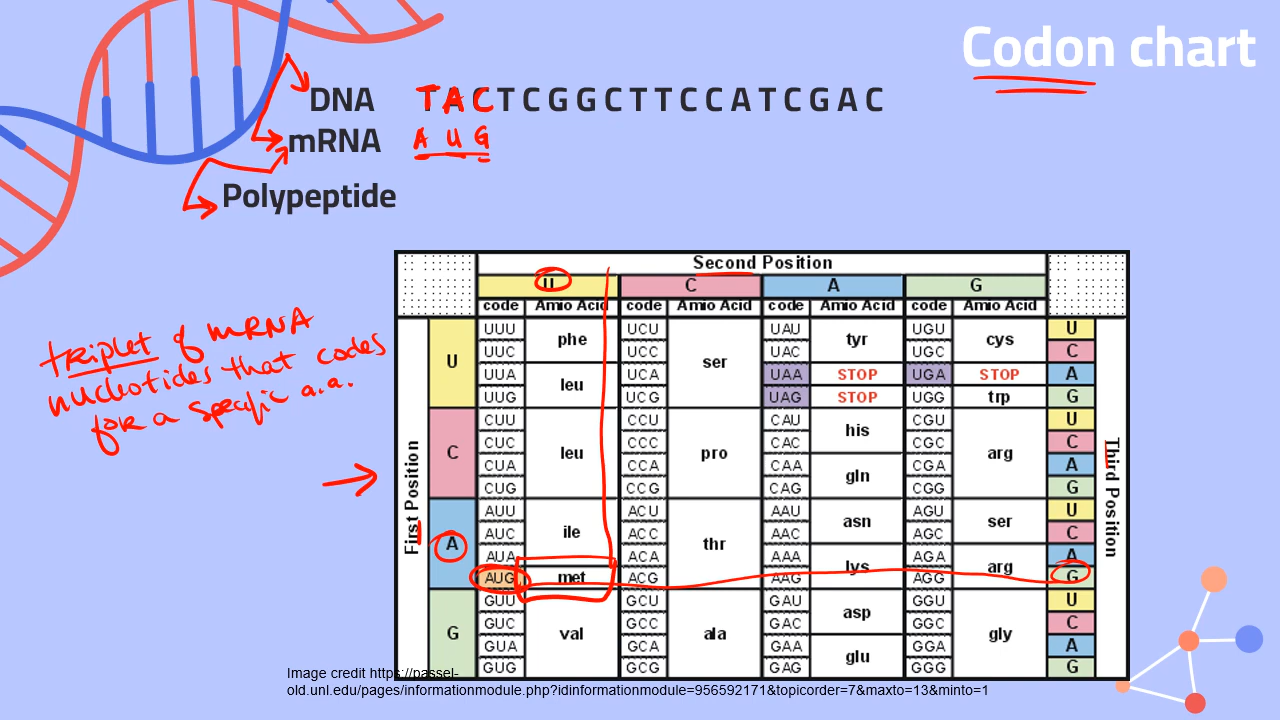 Codon chart
DNA TACTCGGCTTCCATCGAC
mRNA A U G
Polypeptide
triplet of mRNA
nucleotides that codes
for a specific a.a.
Second Position
U C A G
code Amio Acid code Amio Acid code Amio Acid code Amio Acid
First Position
Third Position
U UUU phe UCU ser UAU tyr UGU cys U
UUC UCC UAC UGC C
UUA leu UCA UAA STOP UGA STOP A
UUG UCG UAG STOP UGG trp G
C CUU leu CCU pro CAU his CGU arg U
CUC CCC CAC CGC C
CUA CCA CAA gln CGA A
CUG CCG CAG CGG G
A AUU ile ACU thr AAU asn AGU ser U
AUC ACC AAC AGC C
AUA ACA AAA lys AGA arg A
AUG met ACG AAG AGG G
G GUU val GCU ala GAU asp GGU gly U
GUC GCC GAC GGC C
GUA GCA GAA glu GGA A
GUG GCG GAG GGG G
Image credit https://passel-
old.unl.edu/pages/informationmodule.php?idinformationmodule=956592171&topicorder=7&maxto=13&minto=1